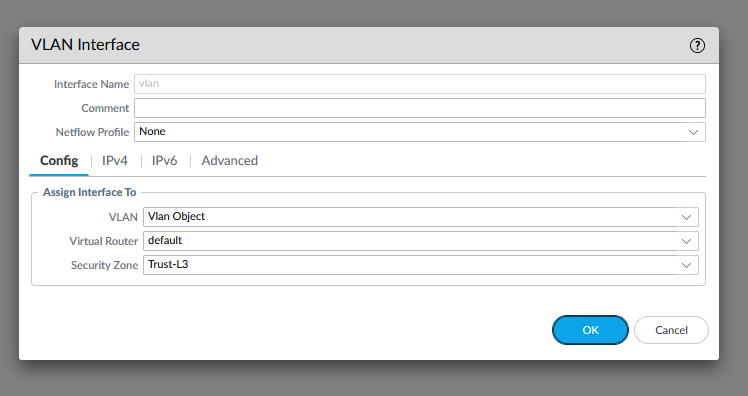 VLAN Interface ?
Interface Name vlan
Comment
Netflow Profile None
Config IPv4 IPv6 Advanced
Assign Interface To
VLAN Vlan Object
Virtual Router default
Security Zone Trust-L3
OK Cancel